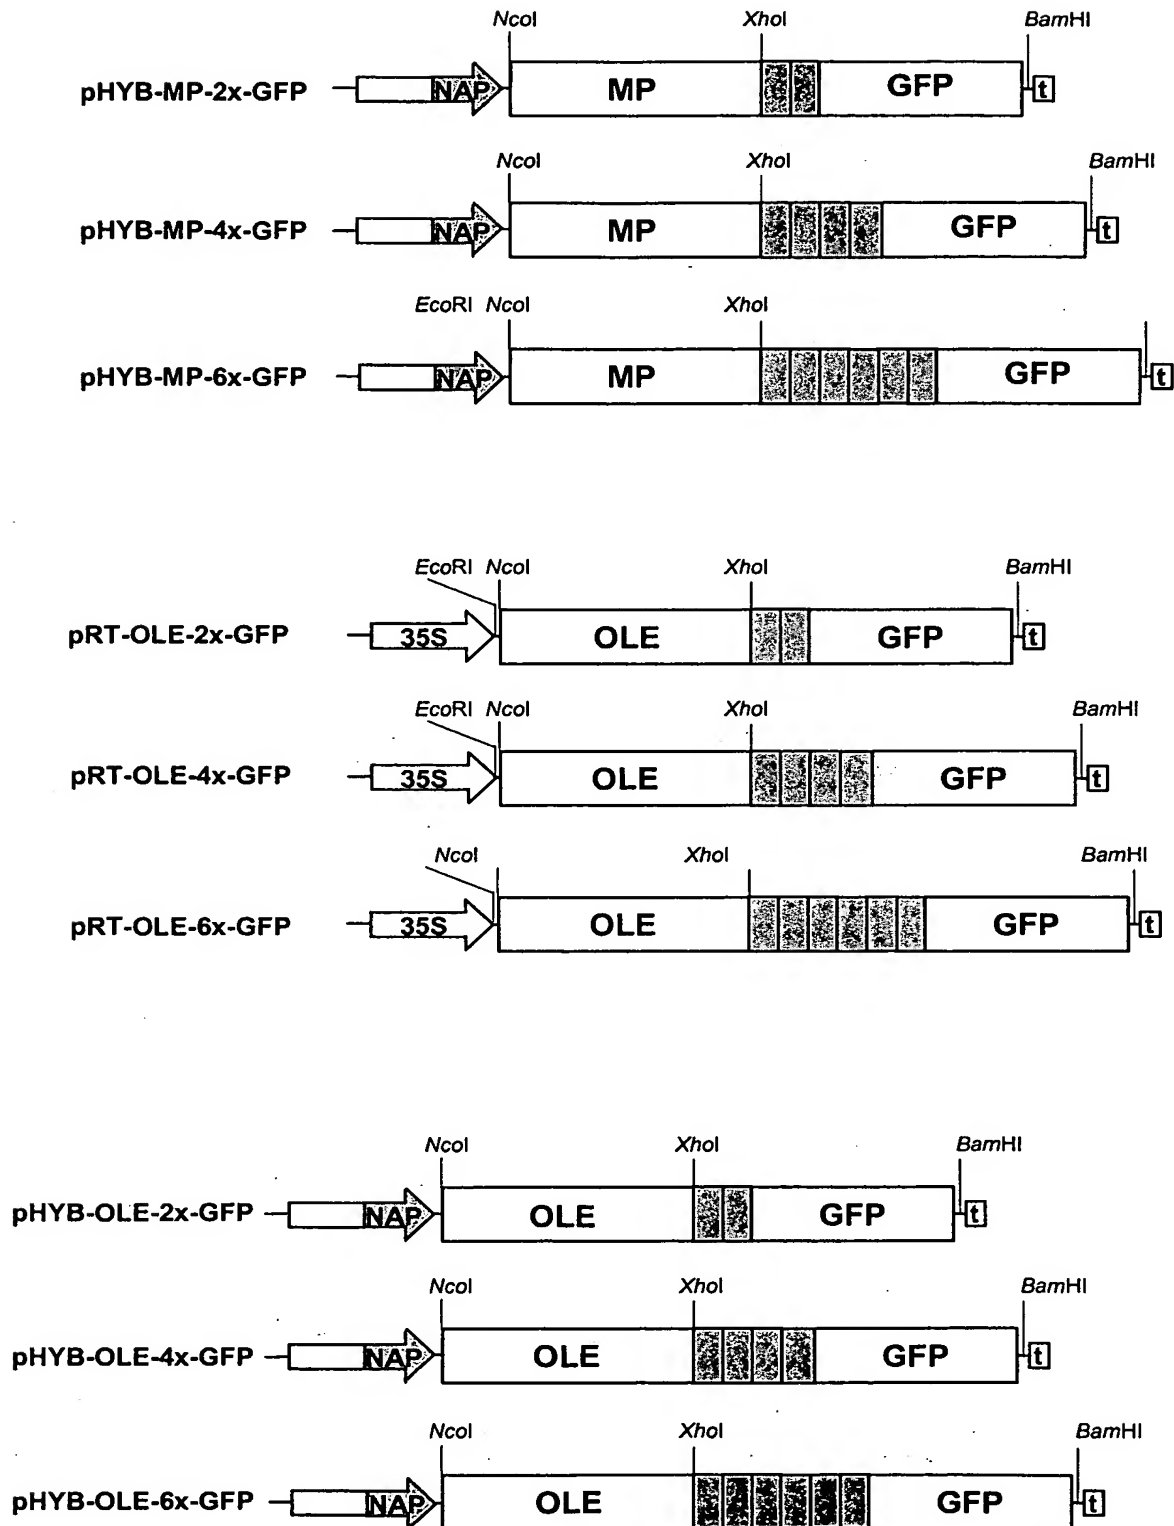 NcoI XhoI BamHI
pHYB-MP-2x-GFP NAP MP GFP t
NcoI XhoI BamHI
pHYB-MP-4x-GFP NAP MP GFP t
EcoRI NcoI XhoI
pHYB-MP-6x-GFP NAP MP GFP t
EcoRI NcoI XhoI BamHI
pRT-OLE-2x-GFP 35S OLE GFP t
EcoRI NcoI XhoI BamHI
pRT-OLE-4x-GFP 35S OLE GFP t
NcoI XhoI BamHI
pRT-OLE-6x-GFP 35S OLE GFP t
NcoI XhoI BamHI
pHYB-OLE-2x-GFP NAP OLE GFP t
NcoI XhoI BamHI
pHYB-OLE-4x-GFP NAP OLE GFP t
NcoI XhoI BamHI
pHYB-OLE-6x-GFP NAP OLE GFP t